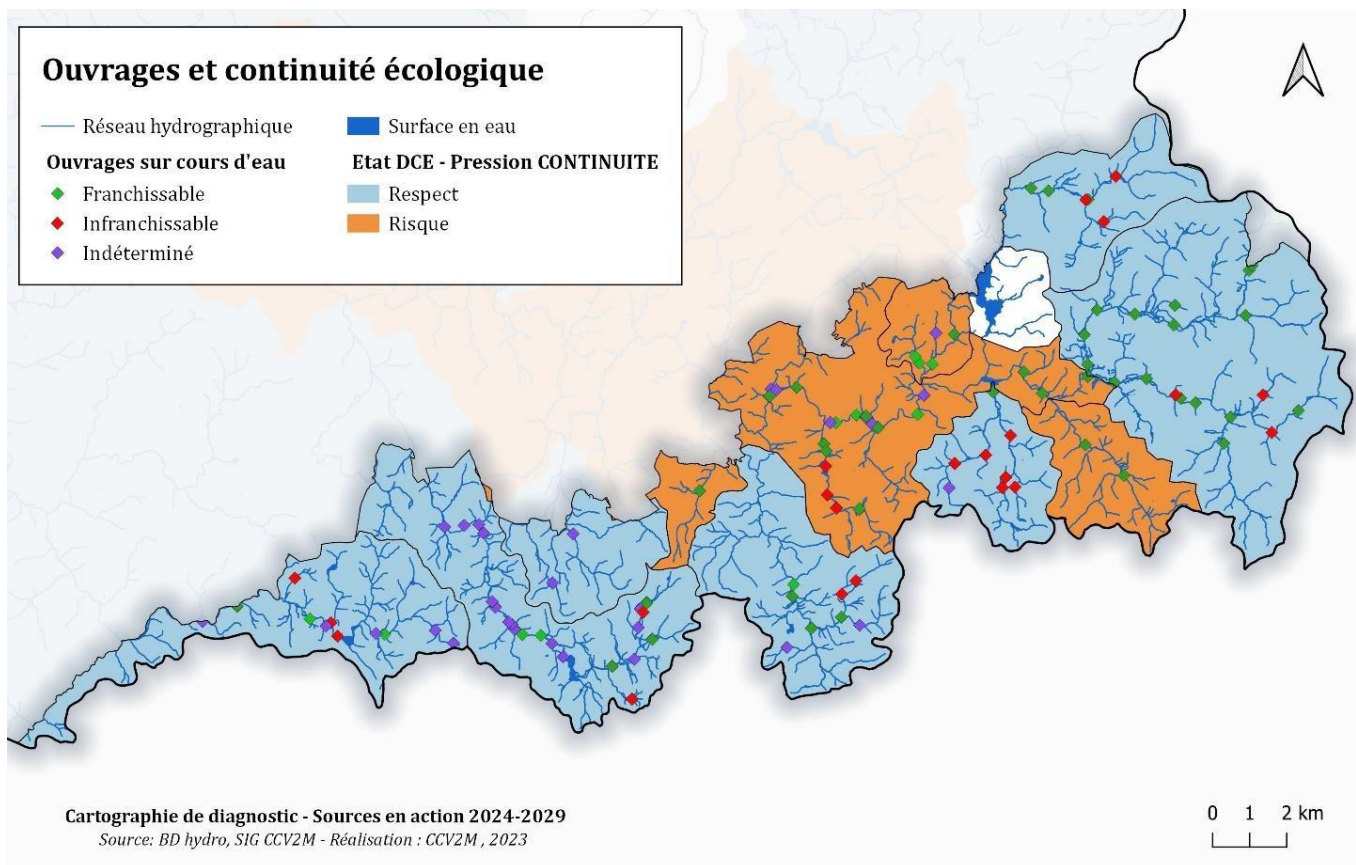 Ouvrages et continuité écologique
Réseau hydrographique
Surface en eau
Ouvrages sur cours d'eau
Etat DCE - Pression CONTINUITE
Franchissable
Respect
Infranchissable
Risque
Indéterminé
Cartographie de diagnostic - Sources en action 2024-2029
Source: BD hydro, SIG CCV2M - Réalisation : CCV2M , 2023
0 1 2 km